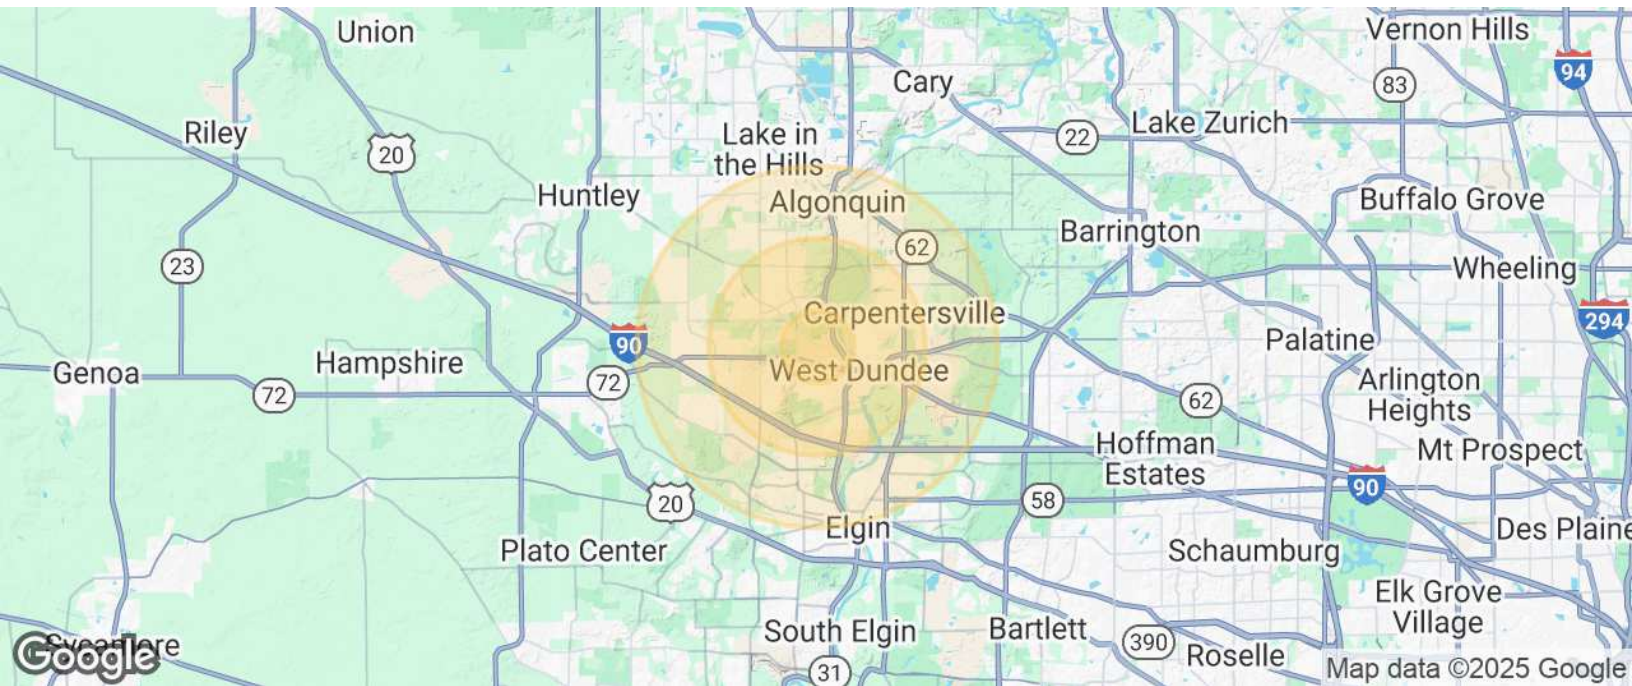 Union
Vernon Hills
94
Cary
83
Riley
Lake in
the Hills
22
Lake Zurich
20
Huntley
Algonquin
Buffalo Grove
Barrington
62
23
Wheeling
Carpentersville
294
90
Palatine
Genoa
Hampshire
72
West Dundee
72
Arlington
Heights
62
Hoffman
Estates
Mt Prospect
90
20
58
Elgin
Des Plaine
Plato Center
Schaumburg
Elk Grove
Village
South Elgin
Bartlett
390
Sycamore
Google
Roselle
31
Map data ©2025 Google